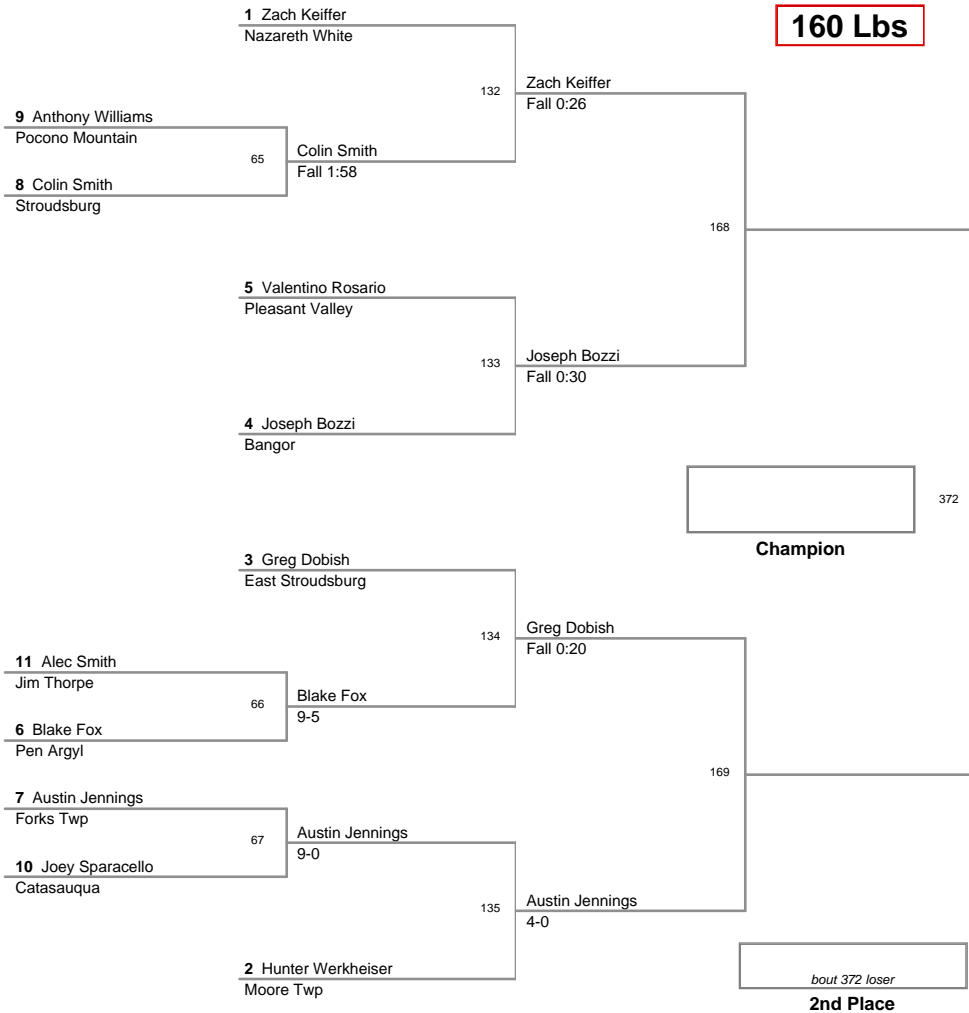 1 Zach Keiffer
Nazareth White
160 Lbs
132
Zach Keiffer
Fall 0:26
9 Anthony Williams
Pocono Mountain
65
Colin Smith
Fall 1:58
8 Colin Smith
Stroudsburg
168
5 Valentino Rosario
Pleasant Valley
133
Joseph Bozzi
Fall 0:30
4 Joseph Bozzi
Bangor
372
Champion
3 Greg Dobish
East Stroudsburg
134
Greg Dobish
Fall 0:20
11 Alec Smith
Jim Thorpe
66
Blake Fox
9-5
6 Blake Fox
Pen Argyl
169
7 Austin Jennings
Forks Twp
67
Austin Jennings
9-0
10 Joey Sparacello
Catasauqua
135
Austin Jennings
4-0
2 Hunter Werkheiser
Moore Twp
bout 372 loser
2nd Place